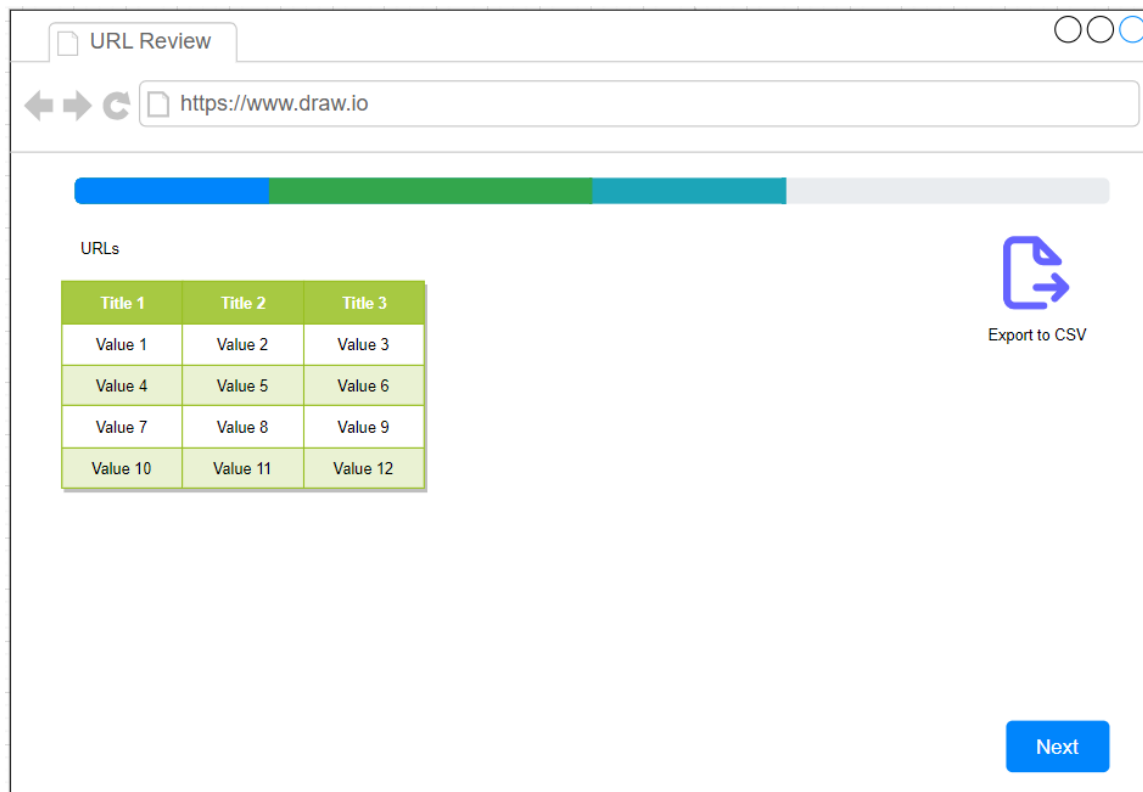 URL Review
https://www.draw.io
URLs
Export to CSV
Title 1 Title 2 Title 3
Value 1 Value 2 Value 3
Value 4 Value 5 Value 6
Value 7 Value 8 Value 9
Value 10 Value 11 Value 12
Next